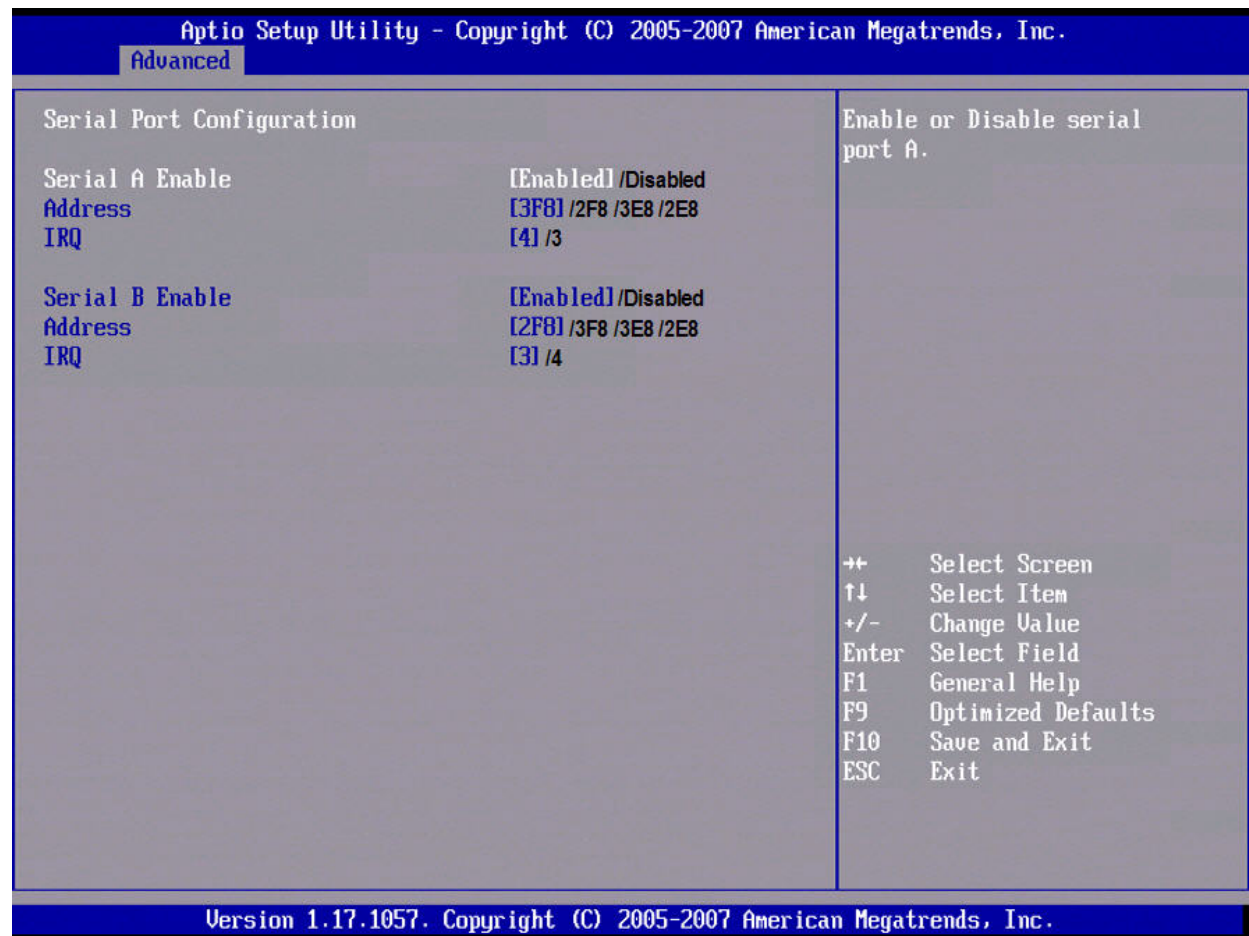 Aptio Setup Utility - Copyright (C) 2005-2007 American Megatrends, Inc.
Advanced
Serial Port Configuration
Serial A Enable [Enabled] /Disabled
Address [3F8] /2F8 /3E8 /2E8
IRQ [4] /3
Serial B Enable [Enabled] /Disabled
Address [2F8] /3F8 /3E8 /2E8
IRQ [3] /4
Enable or Disable serial
port A.
→← Select Screen
↑↓ Select Item
+/- Change Value
Enter Select Field
F1 General Help
F9 Optimized Defaults
F10 Save and Exit
ESC Exit
Version 1.17.1057. Copyright (C) 2005-2007 American Megatrends, Inc.